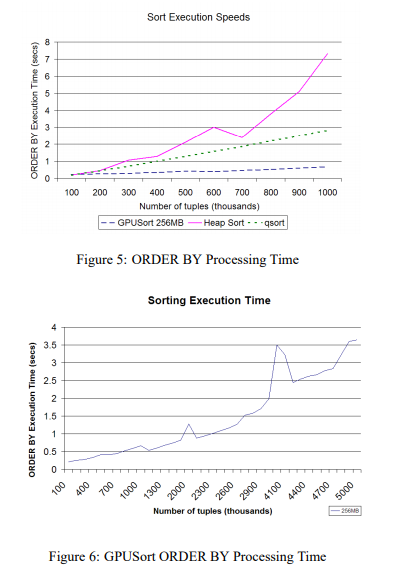 Sort Execution Speeds
ORDER BY Execution Time (secs)
8
7
6
5
4
3
2
1
0
100 200 300 400 500 600 700 800 900 1000
Number of tuples (thousands)
GPUSort 256MB Heap Sort qsort
Figure 5: ORDER BY Processing Time
Sorting Execution Time
ORDER BY Execution Time (secs)
4
3.5
3
2.5
2
1.5
1
0.5
0
100 400 700 1000 1300 2000 2300 2600 2900 4100 4400 4700 5000
Number of tuples (thousands)
256MB
Figure 6: GPUSort ORDER BY Processing Time